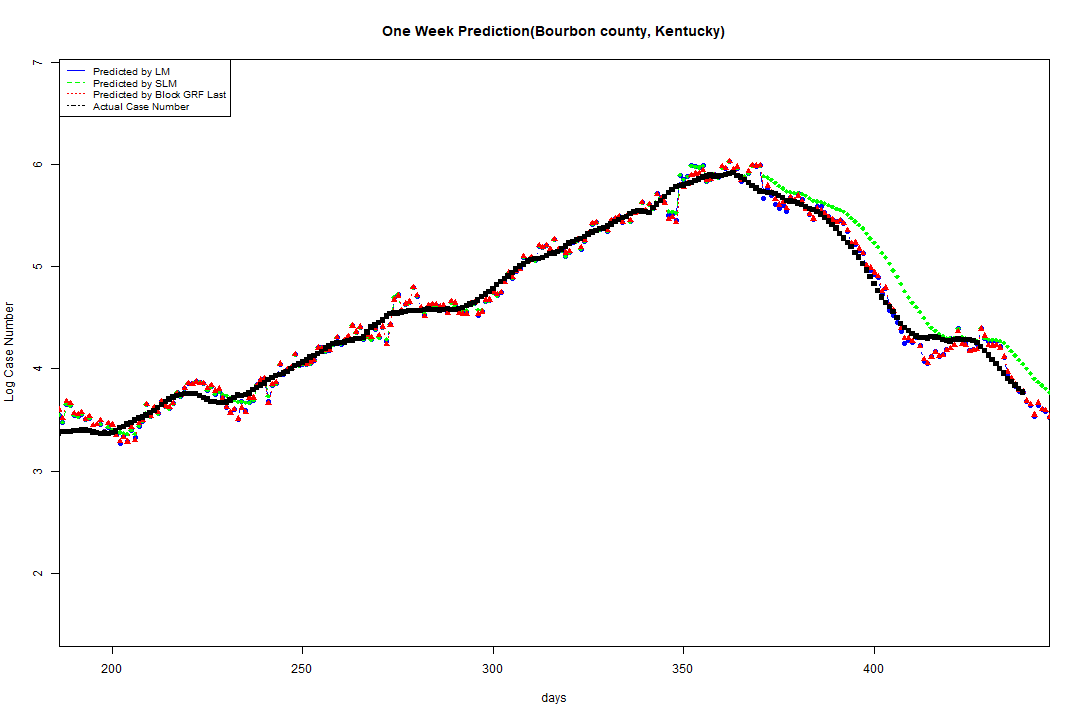 One Week Prediction(Bourbon county, Kentucky)
Predicted by LM
Predicted by SLM
Predicted by Block GRF Last
Actual Case Number
7
6
5
4
3
2
Log Case Number
200 250 300 350 400
days